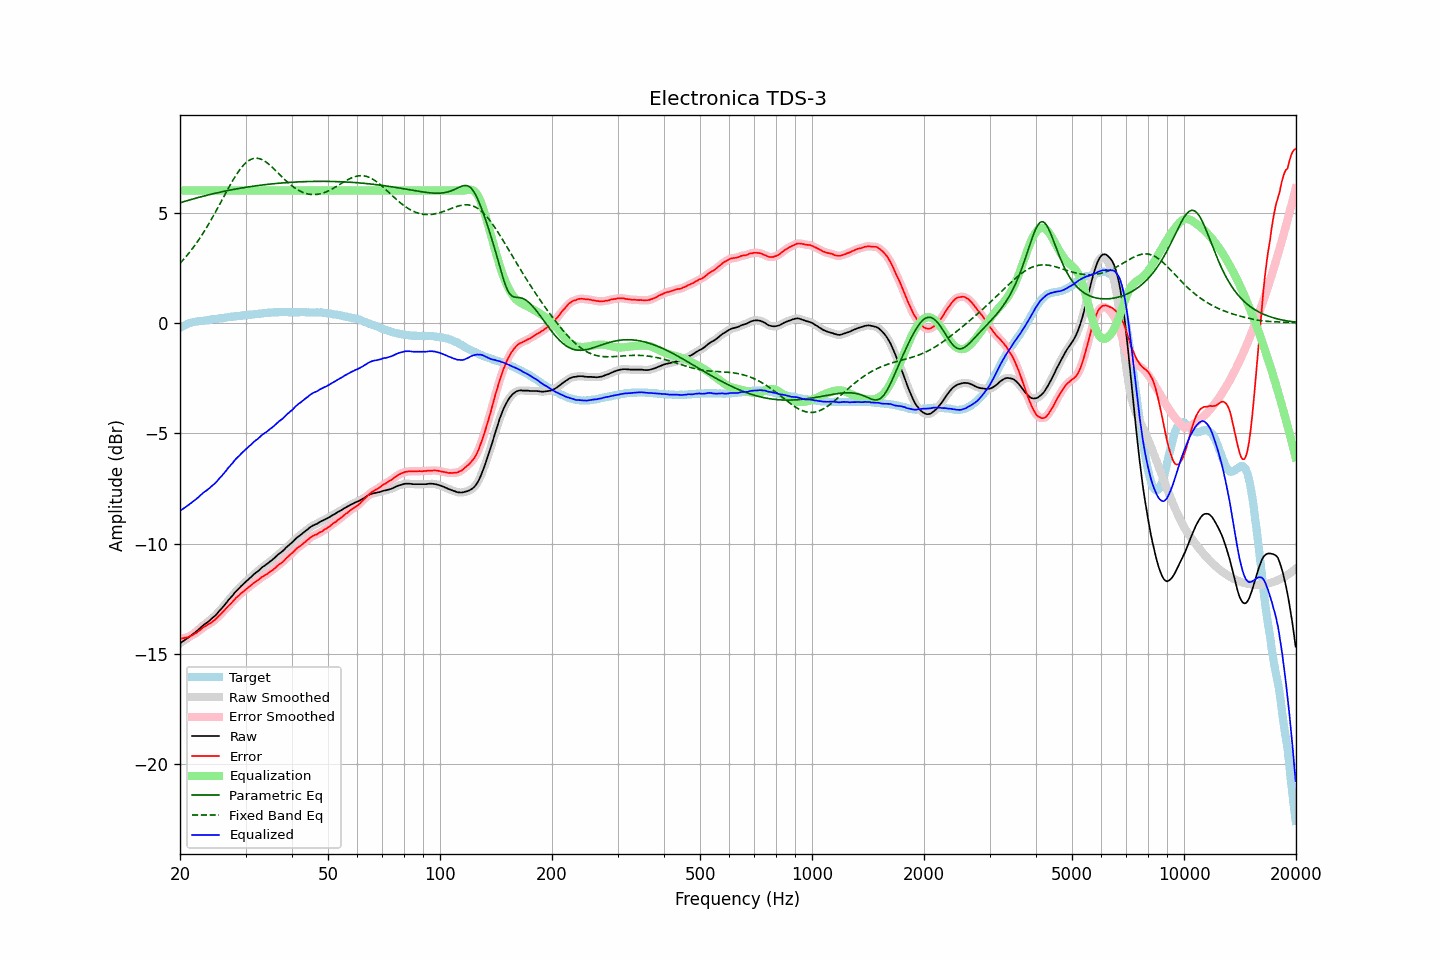 Electronica TDS-3
Amplitude (dBr)
5
0
−5
−10
−15
−20
Target
Raw Smoothed
Error Smoothed
Raw
Error
Equalization
Parametric Eq
Fixed Band Eq
Equalized
20 50 100 200 500 1000 2000 5000 10000 20000
Frequency (Hz)